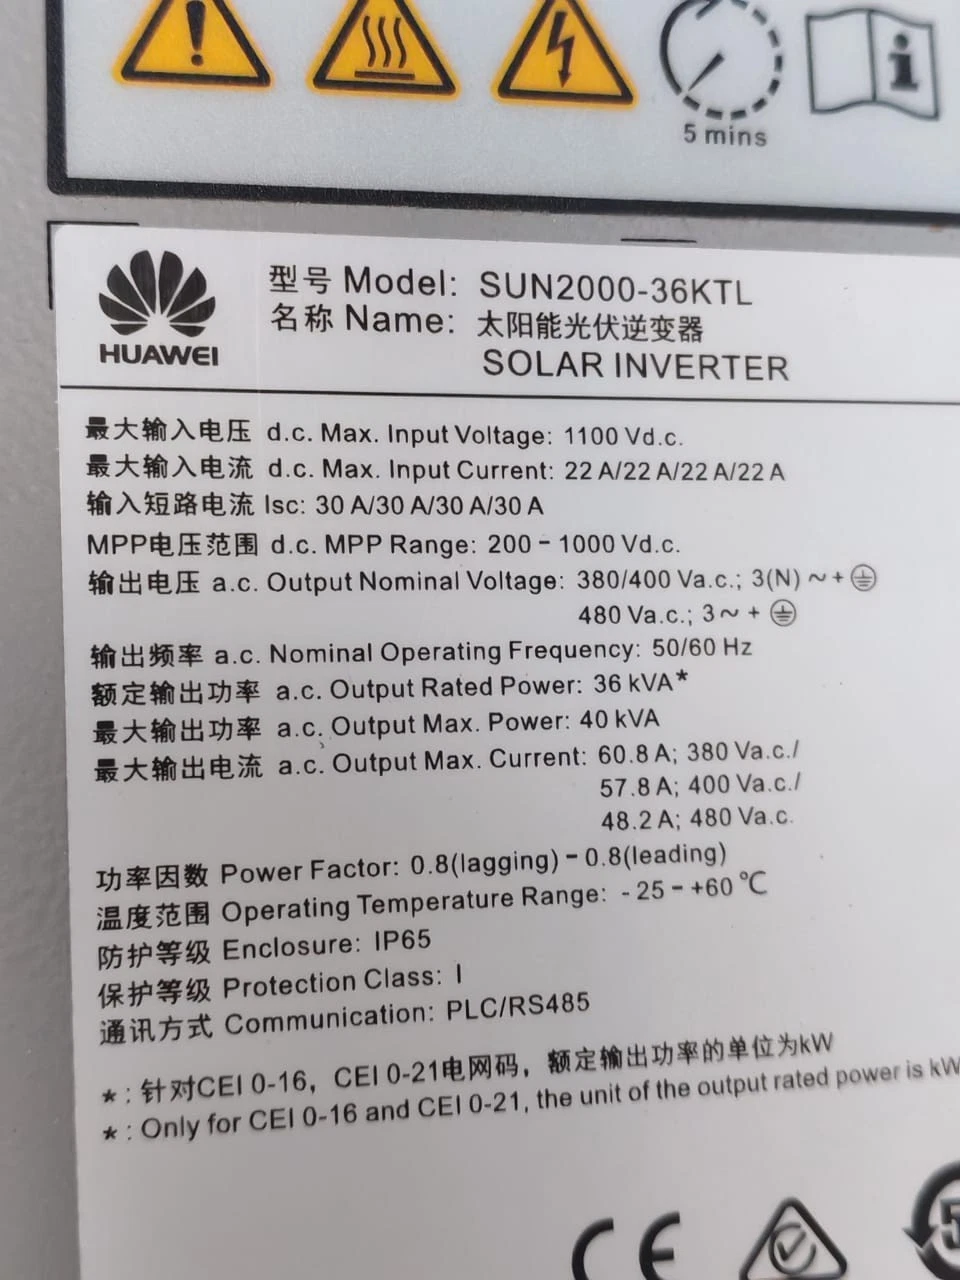 5 mins
HUAWEI
型号 Model: SUN2000-36KTL
名称 Name: 太阳能光伏逆变器
SOLAR INVERTER
最大输入电压 d.c. Max. Input Voltage: 1100 Vd.c.
最大输入电流 d.c. Max. Input Current: 22 A/22 A/22 A/22 A
输入短路电流 Isc: 30 A/30 A/30 A/30 A
MPP电压范围 d.c. MPP Range: 200 - 1000 Vd.c.
输出电压 a.c. Output Nominal Voltage: 380/400 Va.c.; 3(N) ~ + ⏚
480 Va.c.; 3~ + ⏚
输出频率 a.c. Nominal Operating Frequency: 50/60 Hz
额定输出功率 a.c. Output Rated Power: 36 kVA*
最大输出功率 a.c. Output Max. Power: 40 kVA
最大输出电流 a.c. Output Max. Current: 60.8 A; 380 Va.c./
57.8 A; 400 Va.c./
48.2 A; 480 Va.c.
功率因数 Power Factor: 0.8(lagging) - 0.8(leading)
温度范围 Operating Temperature Range: - 25 - +60 ℃
防护等级 Enclosure: IP65
保护等级 Protection Class: I
通讯方式 Communication: PLC/RS485
* : 针对CEI 0-16, CEI 0-21电网码, 额定输出功率的单位为kW
* : Only for CEI 0-16 and CEI 0-21, the unit of the output rated power is kW
CE